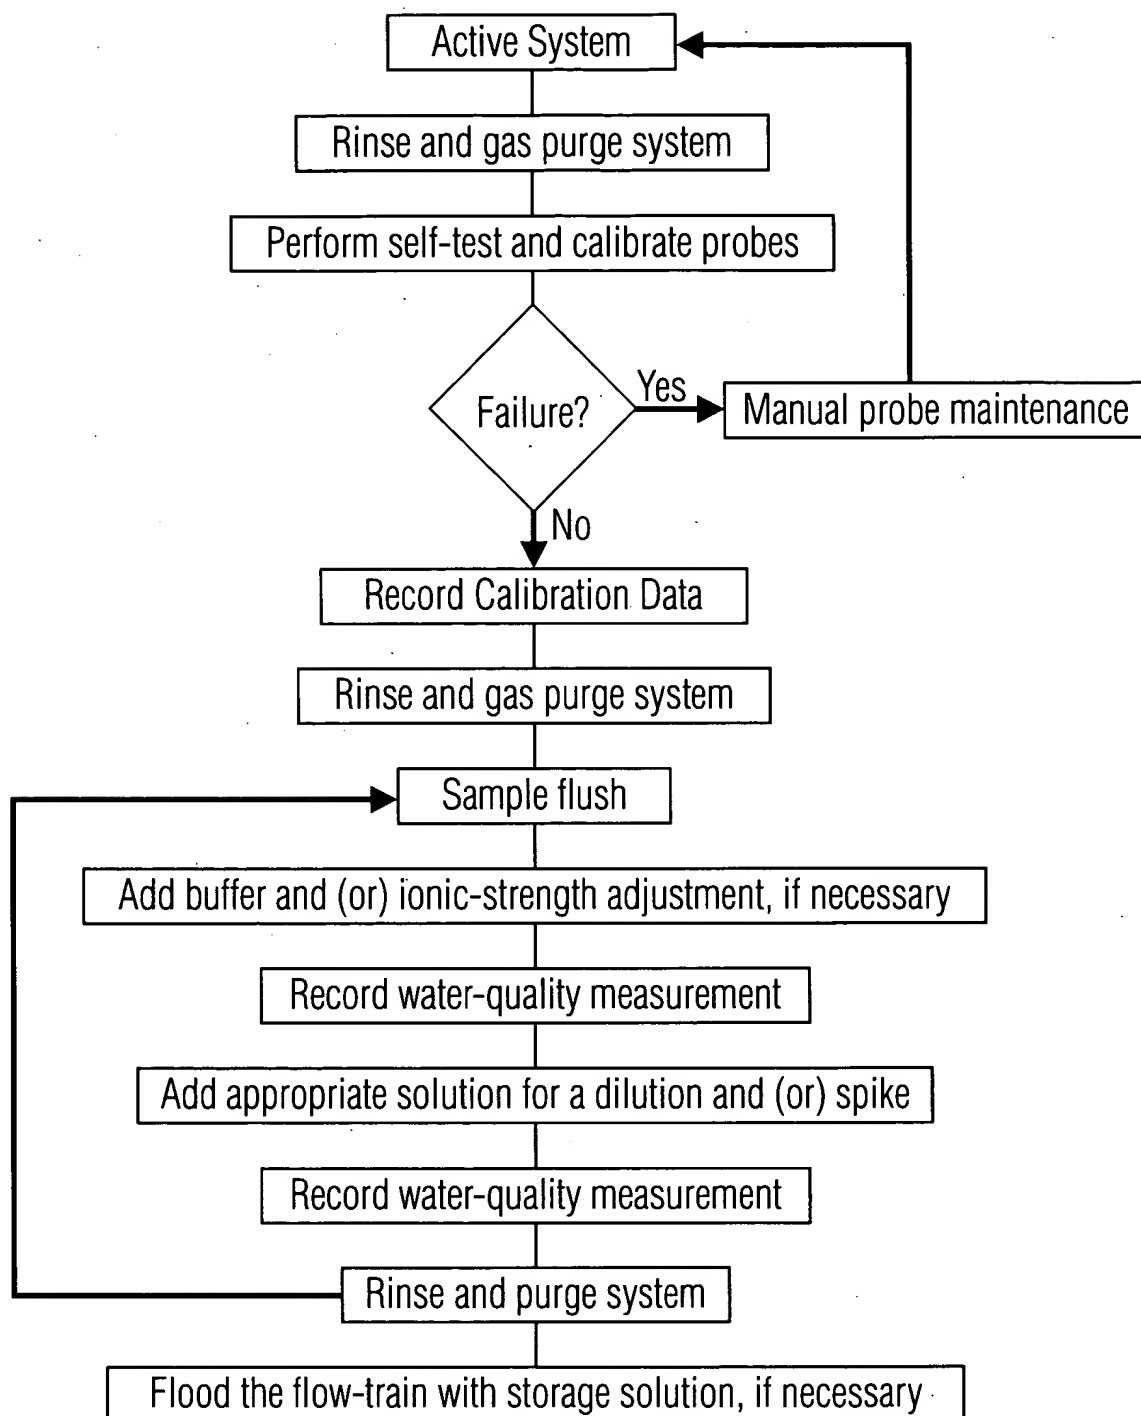 Active System
Rinse and gas purge system
Perform self-test and calibrate probes
Failure?
Yes
Manual probe maintenance
No
Record Calibration Data
Rinse and gas purge system
Sample flush
Add buffer and (or) ionic-strength adjustment, if necessary
Record water-quality measurement
Add appropriate solution for a dilution and (or) spike
Record water-quality measurement
Rinse and purge system
Flood the flow-train with storage solution, if necessary